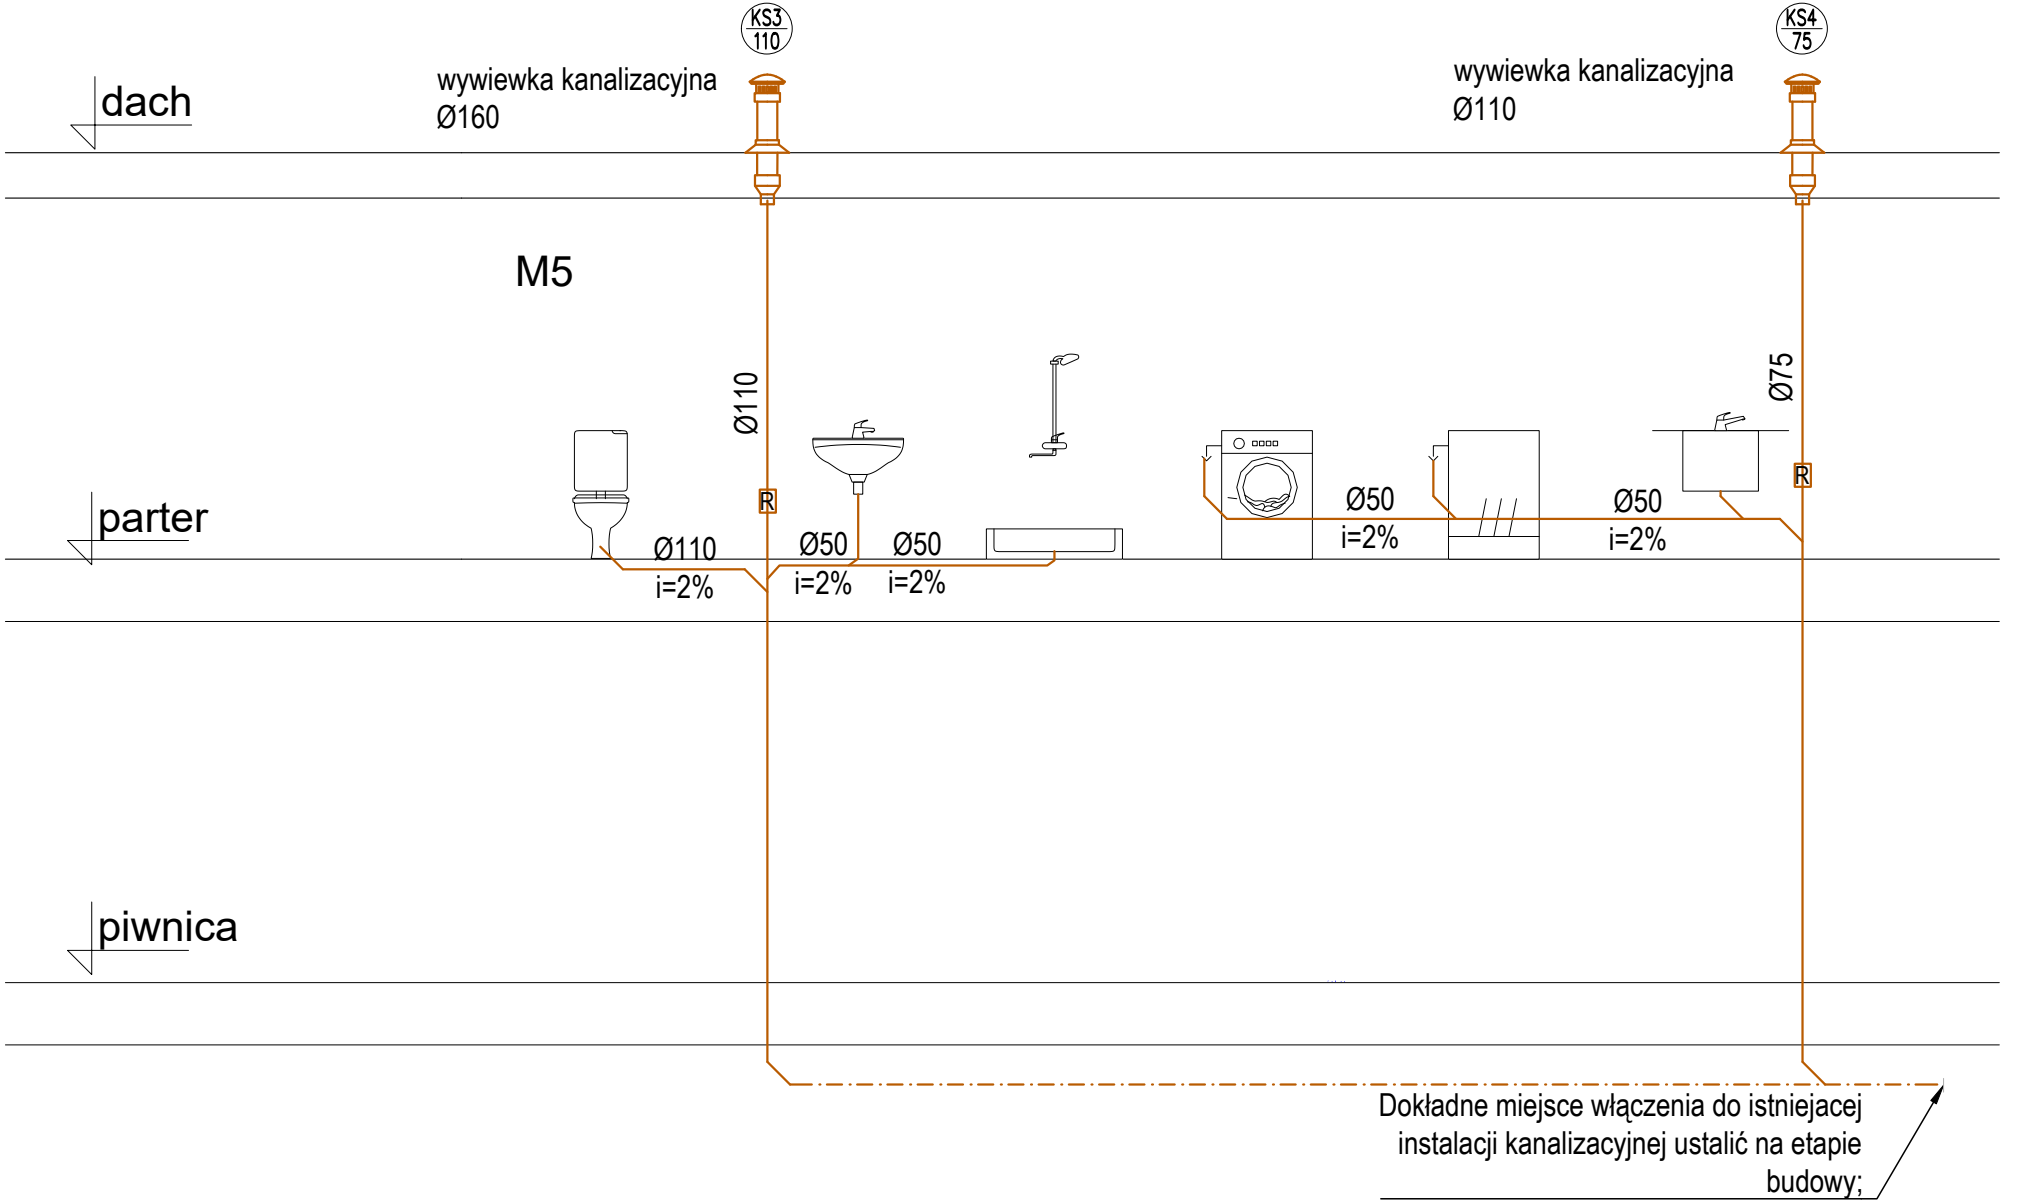 KS3
110
KS4
75
wywiewka kanalizacyjna
Ø160
wywiewka kanalizacyjna
Ø110
dach
M5
Ø110
Ø75
R
R
parter
Ø110
i=2%
Ø50
i=2%
Ø50
i=2%
Ø50
i=2%
Ø50
i=2%
piwnica
Dokładne miejsce włączenia do istniejacej
instalacji kanalizacyjnej ustalić na etapie
budowy;